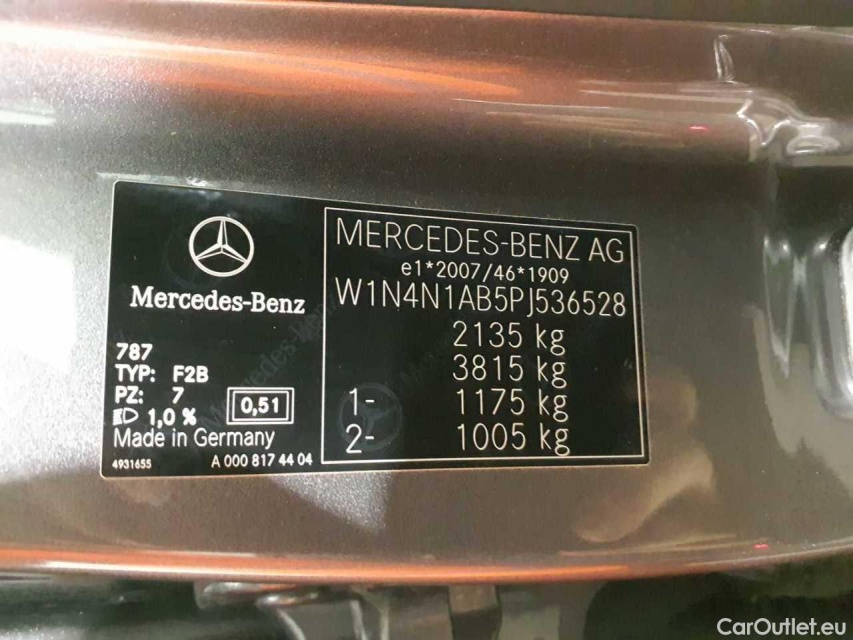 Mercedes-Benz
787
TYP: F2B
PZ: 7
1,0 %
0,51
Made in Germany
4931655
A 000 817 44 04
MERCEDES-BENZ AG
e1*2007/46*1909
W1N4N1AB5PJ536528
2135 kg
3815 kg
1- 1175 kg
2- 1005 kg
CarOutlet.eu